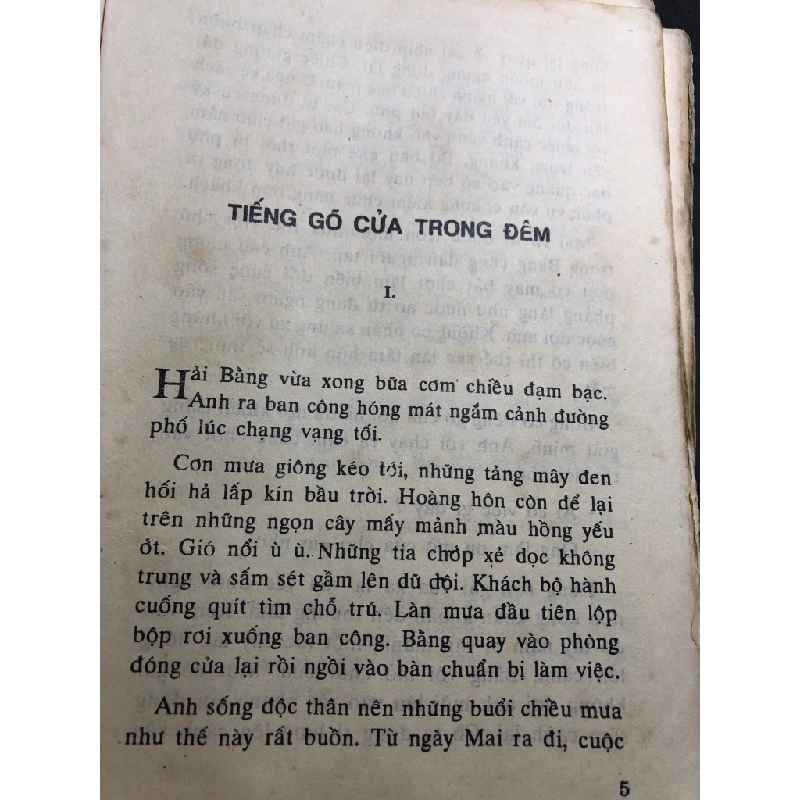 TIẾNG GÕ CỬA TRONG ĐÊM
I.
Hải Bằng vừa xong bữa cơm chiều đạm bạc.
Anh ra ban công hóng mát ngắm cảnh đường
phố lúc chạng vạng tối.
Cơn mưa giông kéo tới, những tảng mây đen
hối hả lấp kín bầu trời. Hoàng hôn còn để lại
trên những ngọn cây mấy mảnh màu hồng yếu
ớt. Gió nổi ù ù. Những tia chớp xẻ dọc không
trung và sấm sét gầm lên dữ dội. Khách bộ hành
cuống quít tìm chỗ trú. Làn mưa đầu tiên lộp
bộp rơi xuống ban công. Bằng quay vào phòng
đóng cửa lại rồi ngồi vào bàn chuẩn bị làm việc.
Anh sống độc thân nên những buổi chiều mưa
như thế này rất buồn. Từ ngày Mai ra đi, cuộc
5